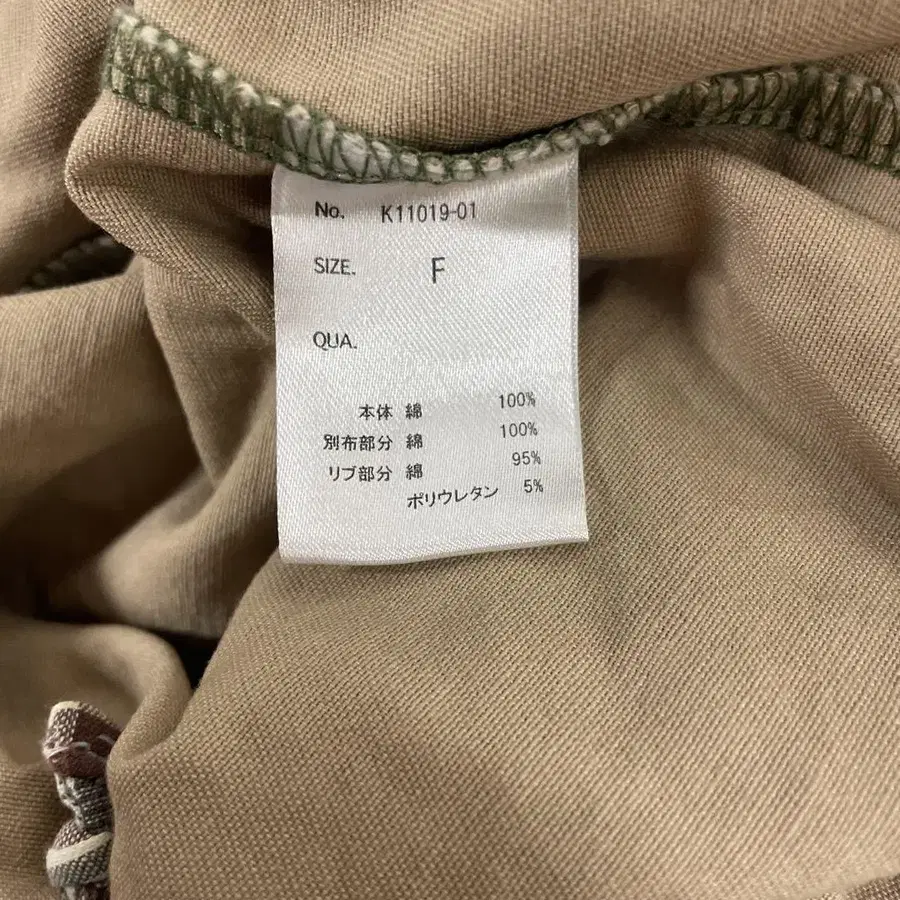 No. K11019-01
SIZE. F
QUA.
本体 綿 100%
別布部分 綿 100%
リブ部分 綿 95%
ポリウレタン 5%